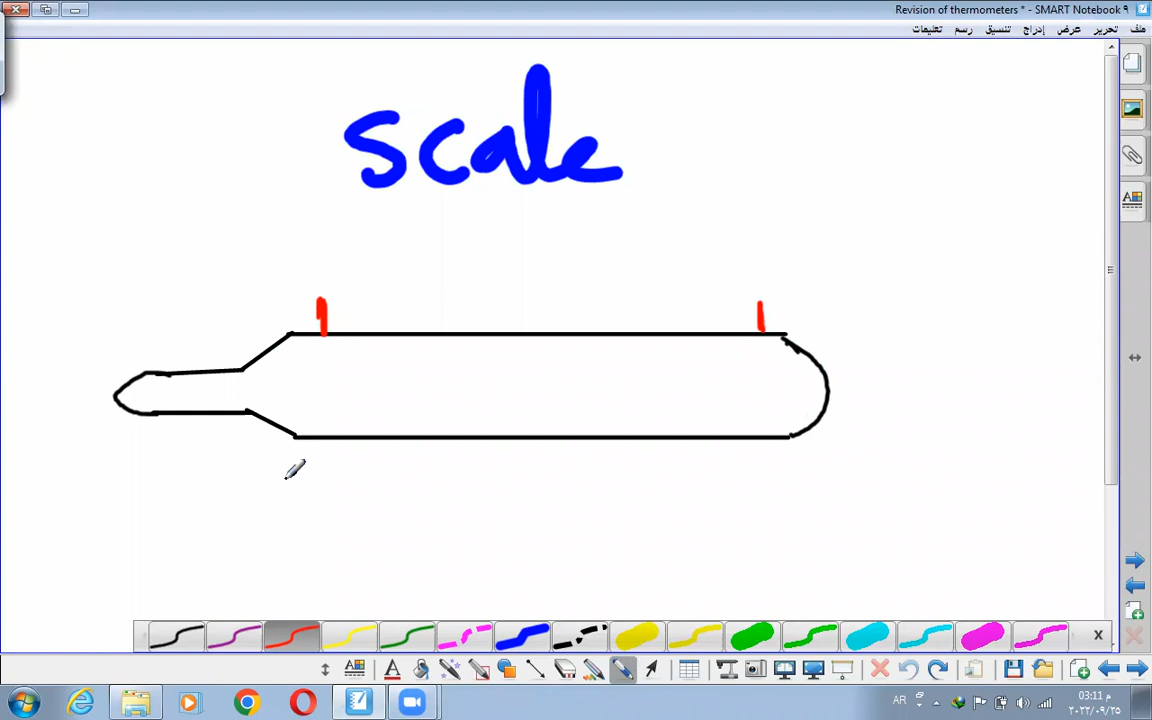 Revision of thermometers * - SMART Notebook ٩
ملف تحرير عرض إدراج تنسيق رسم تعليمات
scale
X
AR
م 03:11
٢٠٢٢/٠٩/٢٥